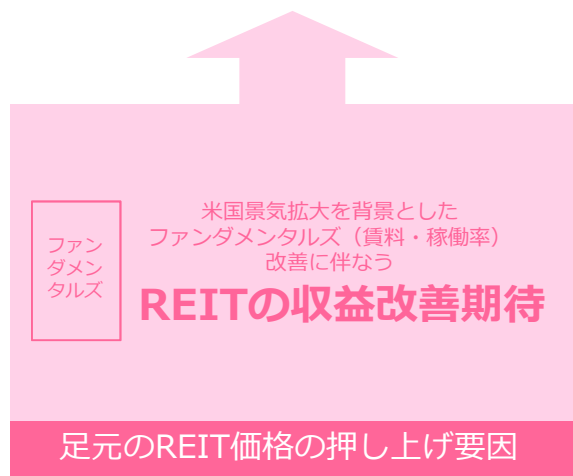 ファン
ダメン
タルズ
米国景気拡大を背景とした
ファンダメンタルズ（賃料・稼働率）
改善に伴なう
REITの収益改善期待
足元のREIT価格の押し上げ要因